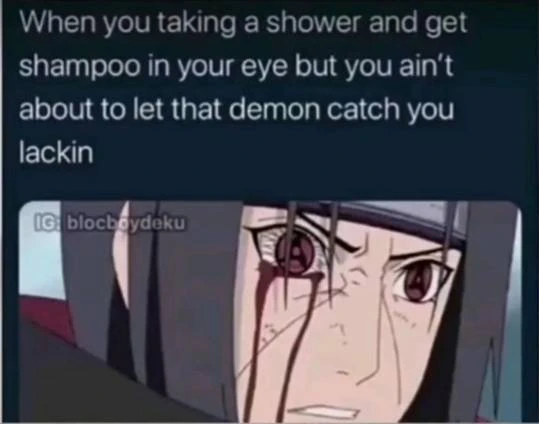 When you taking a shower and get
shampoo in your eye but you ain't
about to let that demon catch you
lackin
IG: blocboydeku